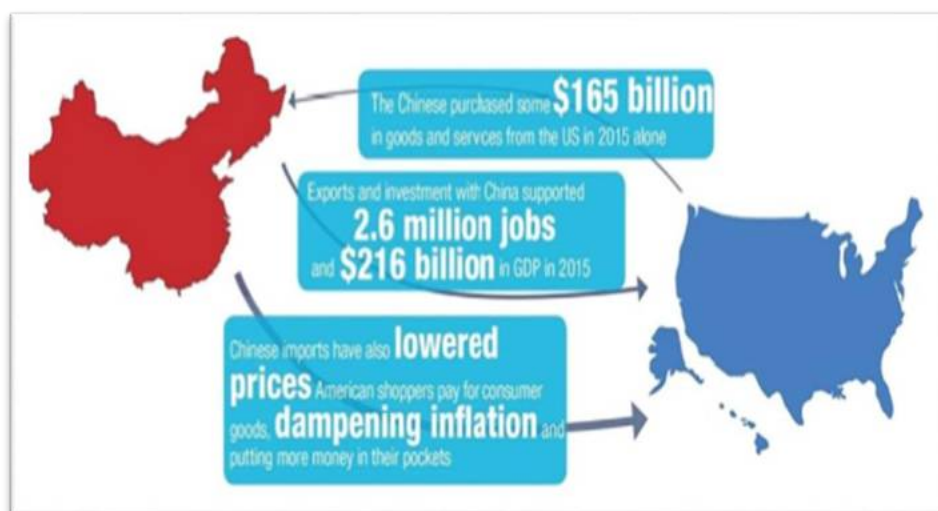 The Chinese purchased some $165 billion
in goods and servces from the US in 2015 alone
Exports and investment with China supported
2.6 million jobs
and $216 billion in GDP in 2015
Chinese imports have also lowered
prices American shoppers pay for consumer
goods, dampening inflation and
putting more money in their pockets